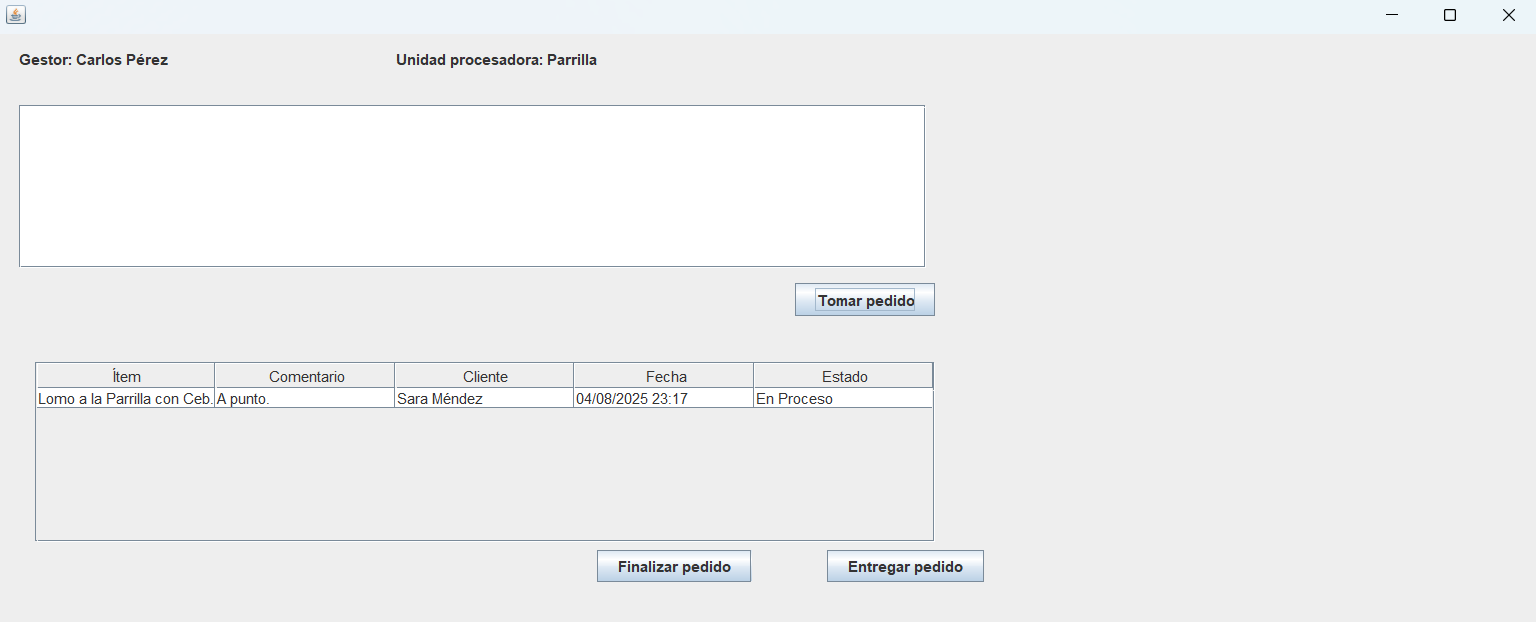 Gestor: Carlos Pérez Unidad procesadora: Parrilla
Tomar pedido
Ítem Comentario Cliente Fecha Estado
Lomo a la Parrilla con Ceb. A punto. Sara Méndez 04/08/2025 23:17 En Proceso
Finalizar pedido Entregar pedido